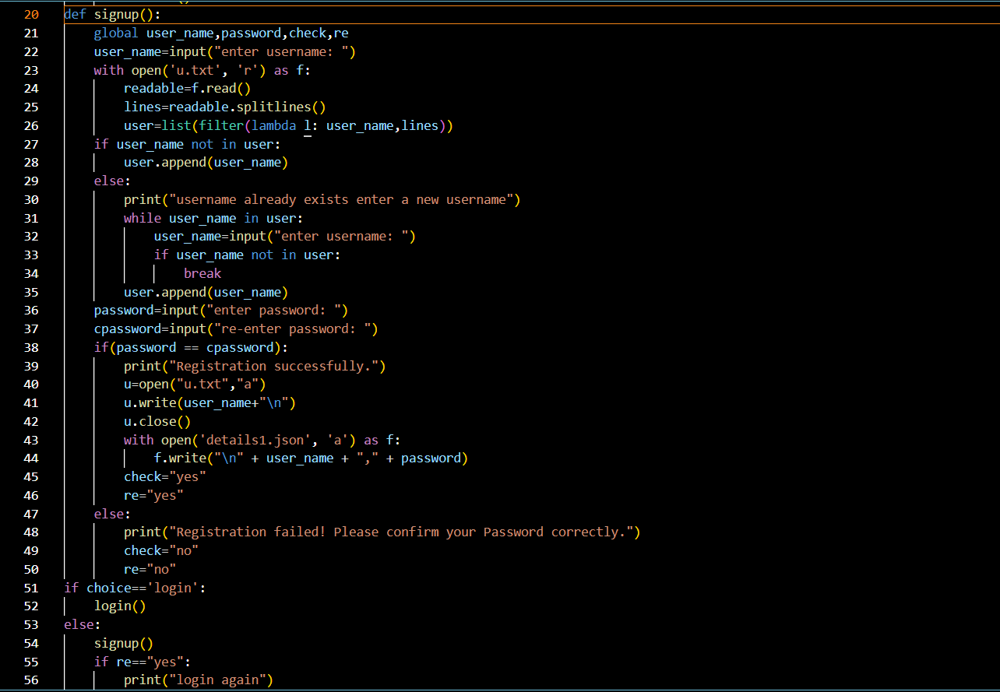 20 def signup():
21     global user_name,password,check,re
22     user_name=input("enter username: ")
23     with open('u.txt', 'r') as f:
24         readable=f.read()
25         lines=readable.splitlines()
26         user=list(filter(lambda l: user_name,lines))
27     if user_name not in user:
28         user.append(user_name)
29     else:
30         print("username already exists enter a new username")
31         while user_name in user:
32             user_name=input("enter username: ")
33             if user_name not in user:
34                 break
35         user.append(user_name)
36     password=input("enter password: ")
37     cpassword=input("re-enter password: ")
38     if(password == cpassword):
39         print("Registration successfully.")
40         u=open("u.txt","a")
41         u.write(user_name+"\n")
42         u.close()
43         with open('details1.json', 'a') as f:
44             f.write("\n" + user_name + "," + password)
45         check="yes"
46         re="yes"
47     else:
48         print("Registration failed! Please confirm your Password correctly.")
49         check="no"
50         re="no"
51 if choice=='login':
52     login()
53 else:
54     signup()
55     if re=="yes":
56         print("login again")